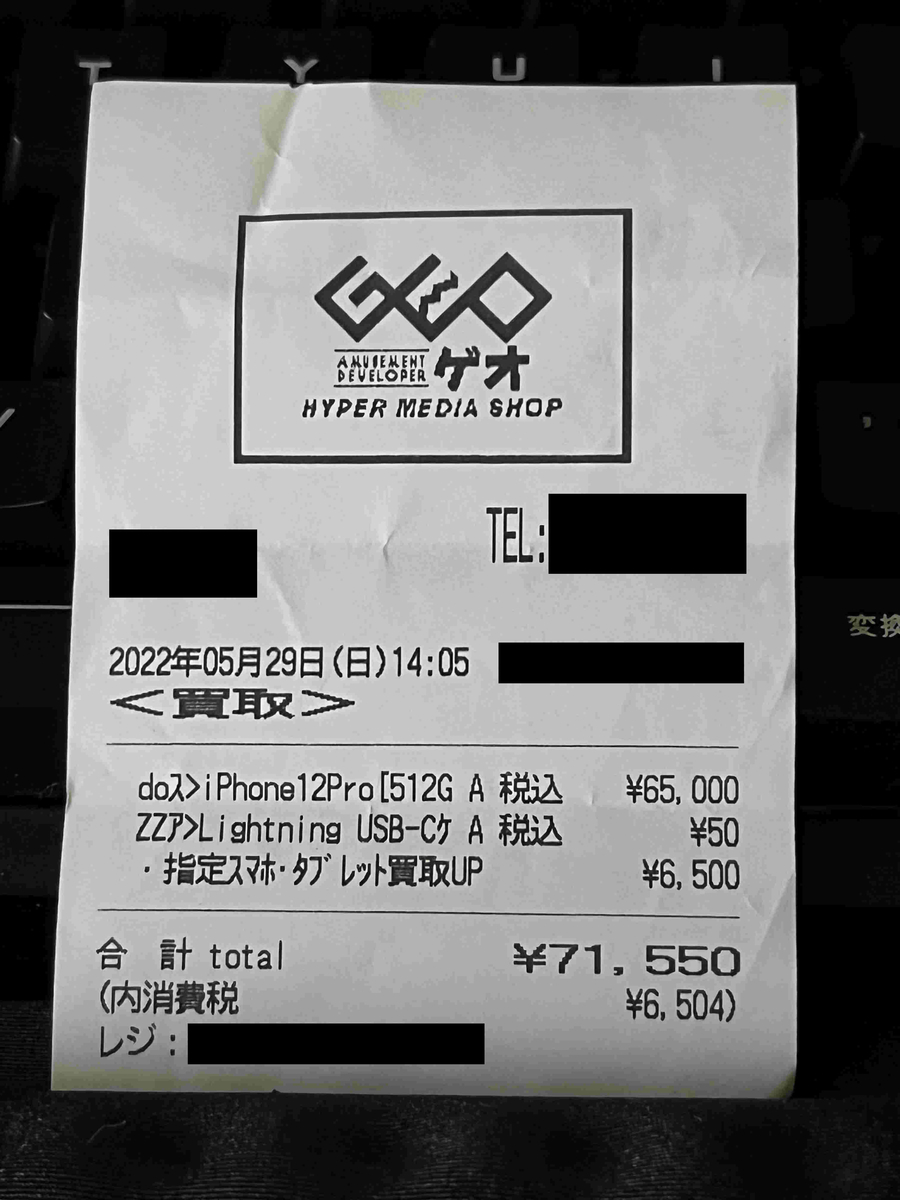 T Y U I
GEO
AMUSEMENT
DEVELOPER
ゲオ
HYPER MEDIA SHOP
TEL:
,
変換
2022年05月29日(日)14:05
<買取>
doス>iPhone12Pro[512G A 税込 ¥65,000
ZZア>Lightning USB-Cケ A 税込 ¥50
・指定スマホ・タブレット買取UP ¥6,500
合 計 total ¥71,550
(内消費税 ¥6,504)
レジ: